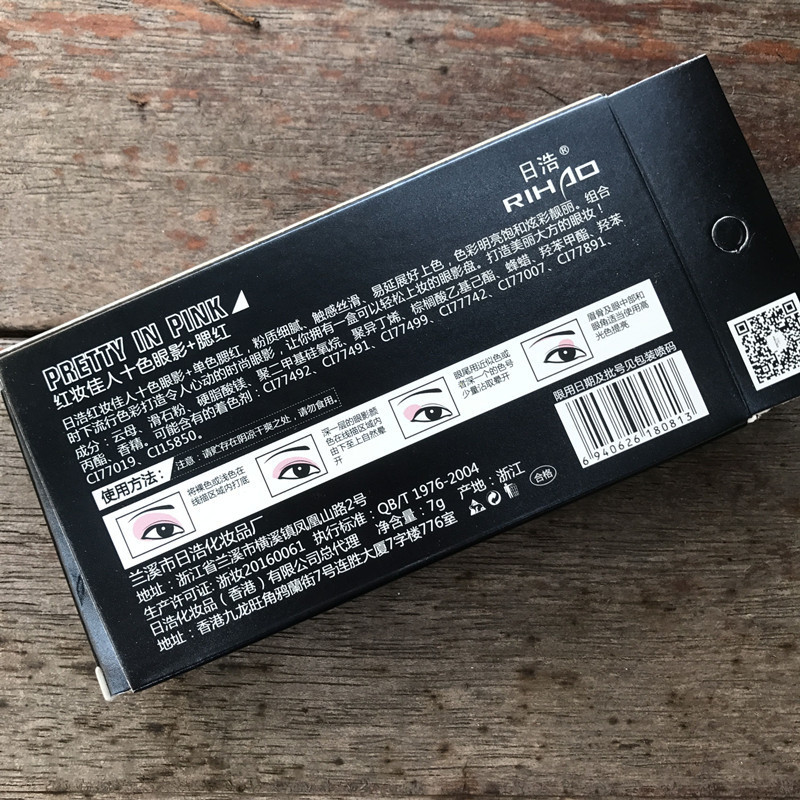 日浩®
RIHAO
PRETTY IN PINK
红妆佳人十色眼影+腮红
日浩红妆佳人十色眼影+单色腮红，粉质细腻、触感丝滑、易延展好上色，色彩明亮饱和炫彩靓丽。组合
时下流行色彩打造令人心动的时尚眼影，让你拥有一盒可以轻松上妆的眼影盘。打造美丽大方的眼妆！
成分：云母、滑石粉、硬脂酸镁、聚二甲基硅氧烷、聚异丁烯、棕榈酸乙基己酯、蜂蜡、羟苯甲酯、羟苯
丙酯、香精。可能含有的着色剂：CI77492、CI77491、CI77499、CI77742、CI77007、CI77891、
CI77019、CI15850。
注意：请贮存在阴凉干爽之处，请勿食用。
使用方法：
将裸色或浅色在
线描区域内打底
深一层的眼影颜
色在线描区域内
由下至上自然晕
开
眼尾用近似色或
者深一个的色号
少量沾取晕开
眉骨及眼中部和
眼角适当使用高
光色提亮
限用日期及批号见包装喷码
6 940626 180813
兰溪市日浩化妆品厂
地址：浙江省兰溪市横溪镇凤凰山路2号
生产许可证: 浙妆20160061 执行标准：QB/T 1976-2004
日浩化妆品（香港）有限公司总代理 净含量：7g 产地：浙江
地址：香港九龙旺角鸦蘭街7号连胜大厦7字楼776室
合格